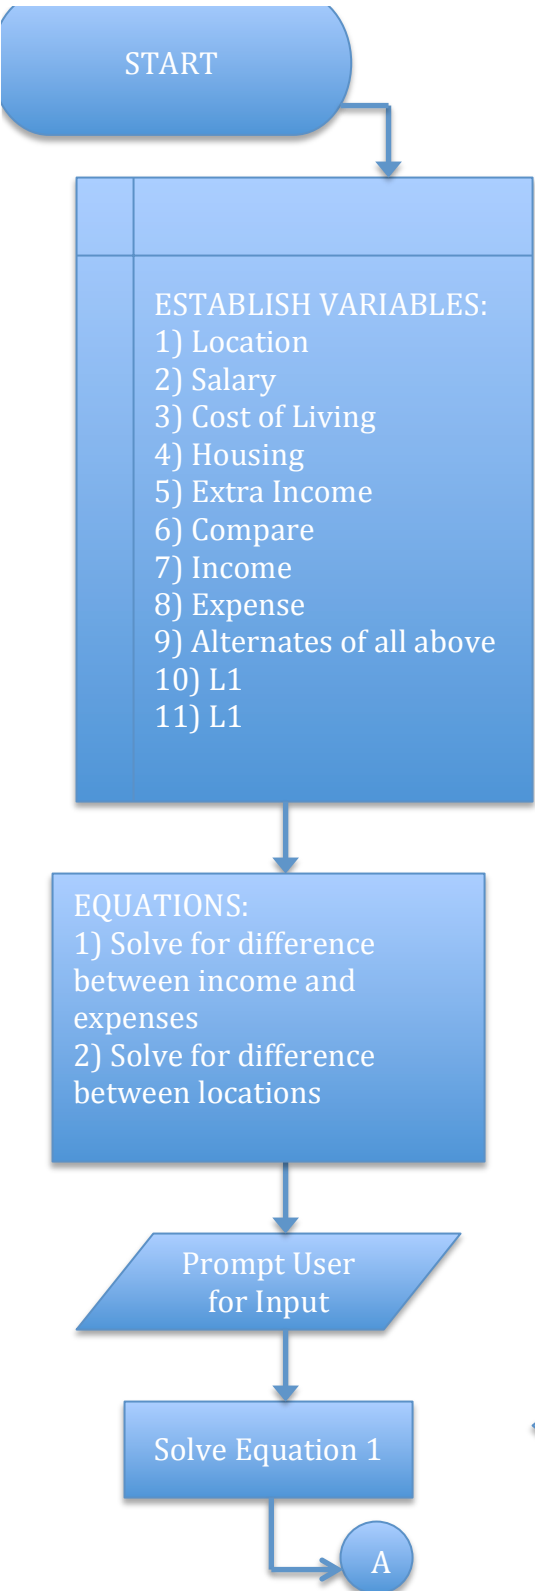 START
ESTABLISH VARIABLES:
1) Location
2) Salary
3) Cost of Living
4) Housing
5) Extra Income
6) Compare
7) Income
8) Expense
9) Alternates of all above
10) L1
11) L1
EQUATIONS:
1) Solve for difference
between income and
expenses
2) Solve for difference
between locations
Prompt User
for Input
Solve Equation 1
A